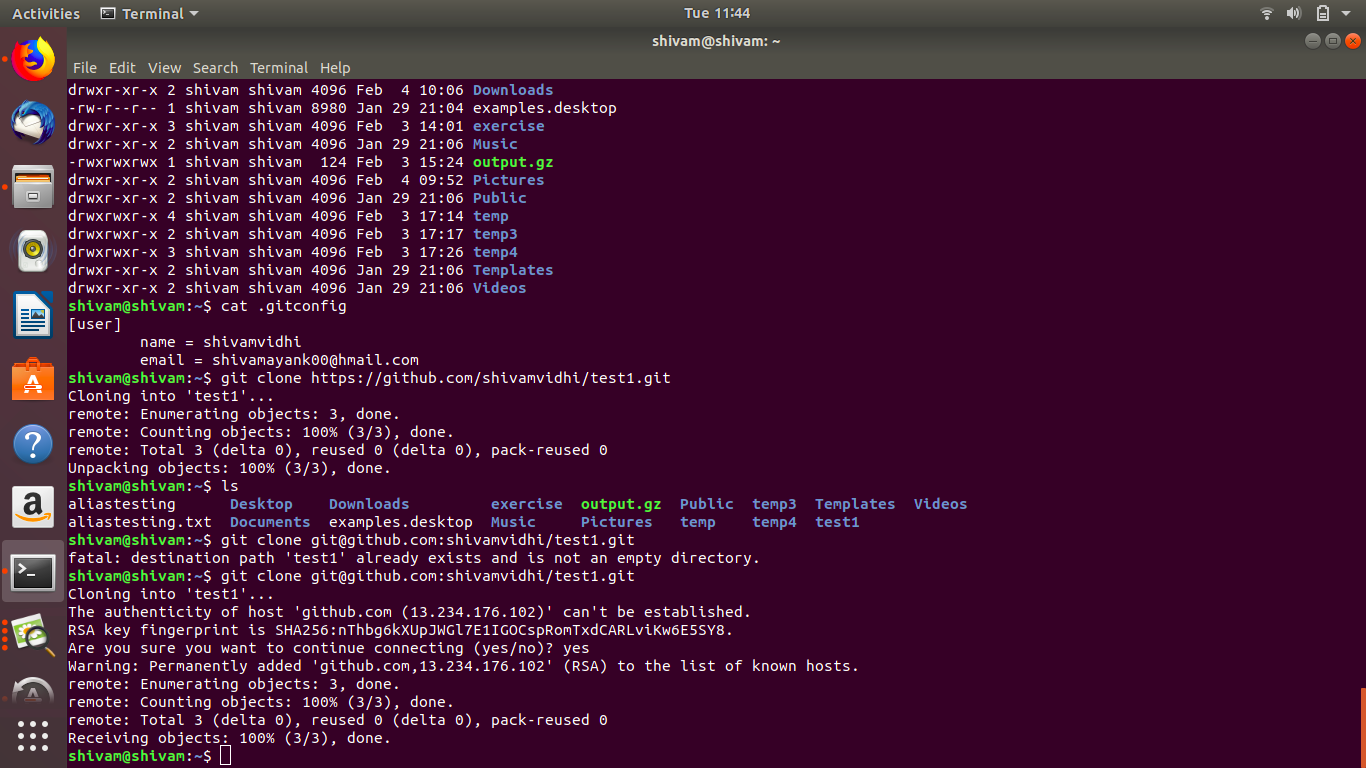 Activities Terminal Tue 11:44
shivam@shivam: ~
File Edit View Search Terminal Help
drwxr-xr-x 2 shivam shivam 4096 Feb  4 10:06 Downloads
-rw-r--r-- 1 shivam shivam 8980 Jan 29 21:04 examples.desktop
drwxrwxr-x 3 shivam shivam 4096 Feb  3 14:01 exercise
drwxr-xr-x 2 shivam shivam 4096 Jan 29 21:06 Music
-rwxrwxrwx 1 shivam shivam  124 Feb  3 15:24 output.gz
drwxr-xr-x 2 shivam shivam 4096 Feb  4 09:52 Pictures
drwxr-xr-x 2 shivam shivam 4096 Jan 29 21:06 Public
drwxrwxr-x 4 shivam shivam 4096 Feb  3 17:14 temp
drwxrwxr-x 2 shivam shivam 4096 Feb  3 17:17 temp3
drwxrwxr-x 3 shivam shivam 4096 Feb  3 17:26 temp4
drwxr-xr-x 2 shivam shivam 4096 Jan 29 21:06 Templates
drwxr-xr-x 2 shivam shivam 4096 Jan 29 21:06 Videos
shivam@shivam:~$ cat .gitconfig
[user]
        name = shivamvidhi
        email = shivamayank00@hmail.com
shivam@shivam:~$ git clone https://github.com/shivamvidhi/test1.git
Cloning into 'test1'...
remote: Enumerating objects: 3, done.
remote: Counting objects: 100% (3/3), done.
remote: Total 3 (delta 0), reused 0 (delta 0), pack-reused 0
Unpacking objects: 100% (3/3), done.
shivam@shivam:~$ ls
aliastesting      Desktop    Downloads         exercise  output.gz  Public  temp3  Templates  Videos
aliastesting.txt  Documents  examples.desktop  Music     Pictures   temp    temp4  test1
shivam@shivam:~$ git clone git@github.com:shivamvidhi/test1.git
fatal: destination path 'test1' already exists and is not an empty directory.
shivam@shivam:~$ git clone git@github.com:shivamvidhi/test1.git
Cloning into 'test1'...
The authenticity of host 'github.com (13.234.176.102)' can't be established.
RSA key fingerprint is SHA256:nThbg6kXUpJWGl7E1IGOCspRomTxdCARLviKw6E5SY8.
Are you sure you want to continue connecting (yes/no)? yes
Warning: Permanently added 'github.com,13.234.176.102' (RSA) to the list of known hosts.
remote: Enumerating objects: 3, done.
remote: Counting objects: 100% (3/3), done.
remote: Total 3 (delta 0), reused 0 (delta 0), pack-reused 0
Receiving objects: 100% (3/3), done.
shivam@shivam:~$